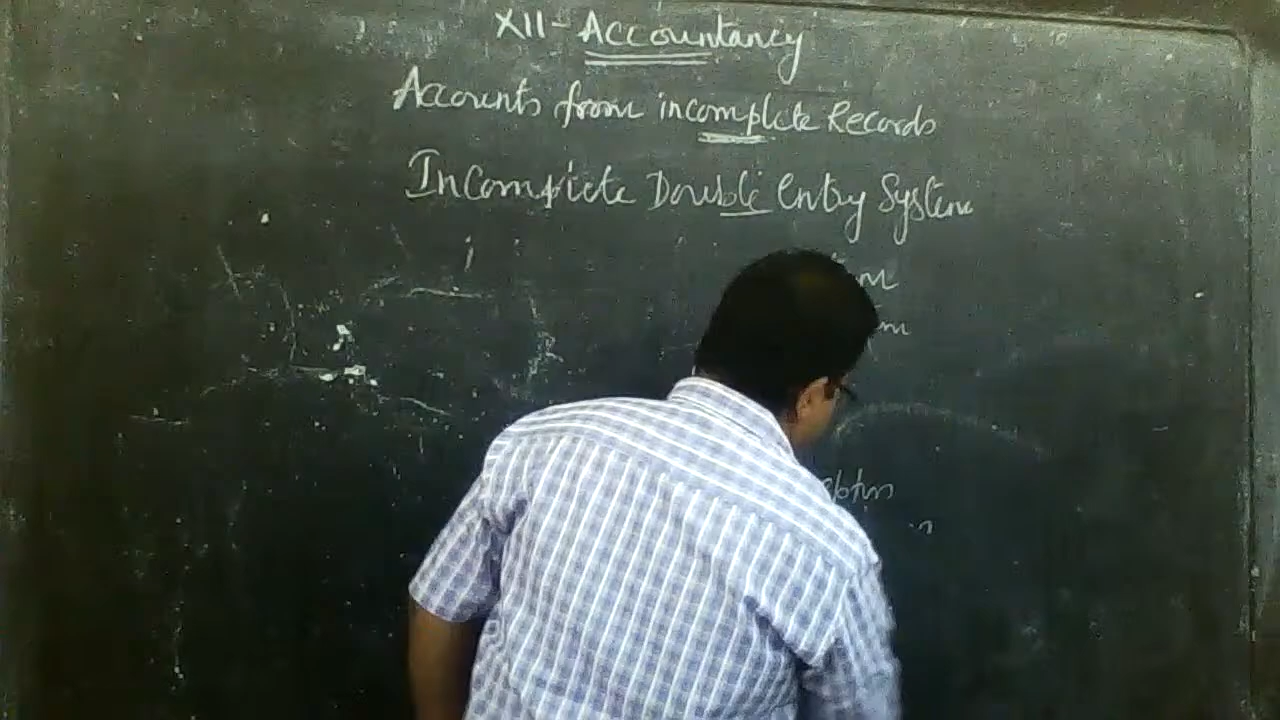 XII - Accountancy
Accounts from incomplete Records
Incomplete Double Entry System